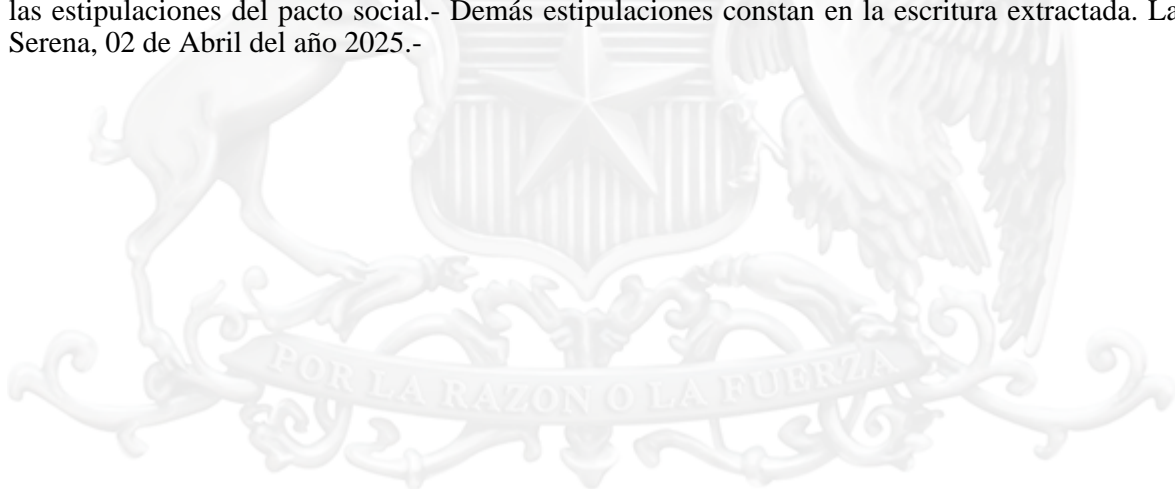 las estipulaciones del pacto social.- Demás estipulaciones constan en la escritura extractada. La
Serena, 02 de Abril del año 2025.-
POR LA RAZON O LA FUERZA